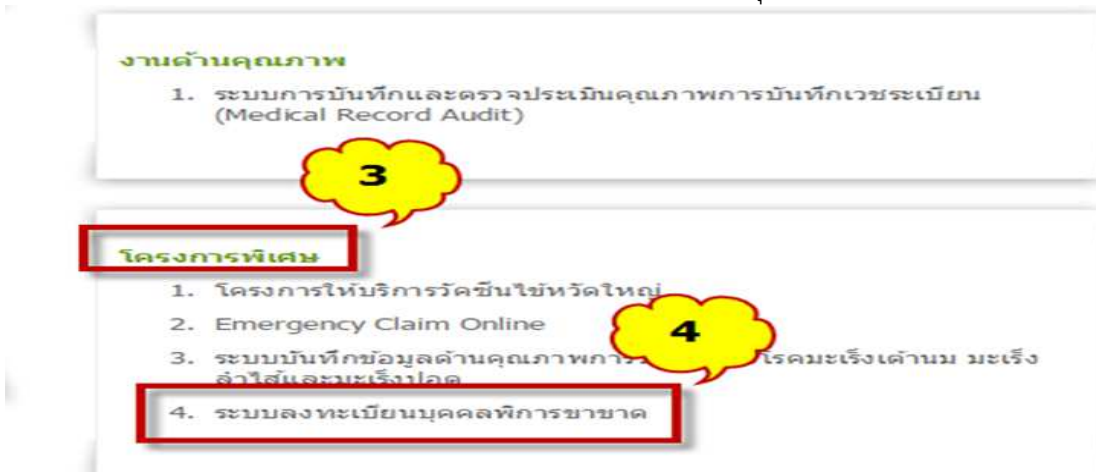 งานด้านคุณภาพ
1. ระบบการบันทึกและตรวจประเมินคุณภาพการบันทึกเวชระเบียน
(Medical Record Audit)
3
โครงการพิเศษ
1. โครงการให้บริการวัคซีนไข้หวัดใหญ่
2. Emergency Claim Online
4
3. ระบบบันทึกข้อมูลด้านคุณภาพการ โรคมะเร็งเต้านม มะเร็ง
ลำไส้และมะเร็งปอด
4. ระบบลงทะเบียนบุคคลพิการขาขาด